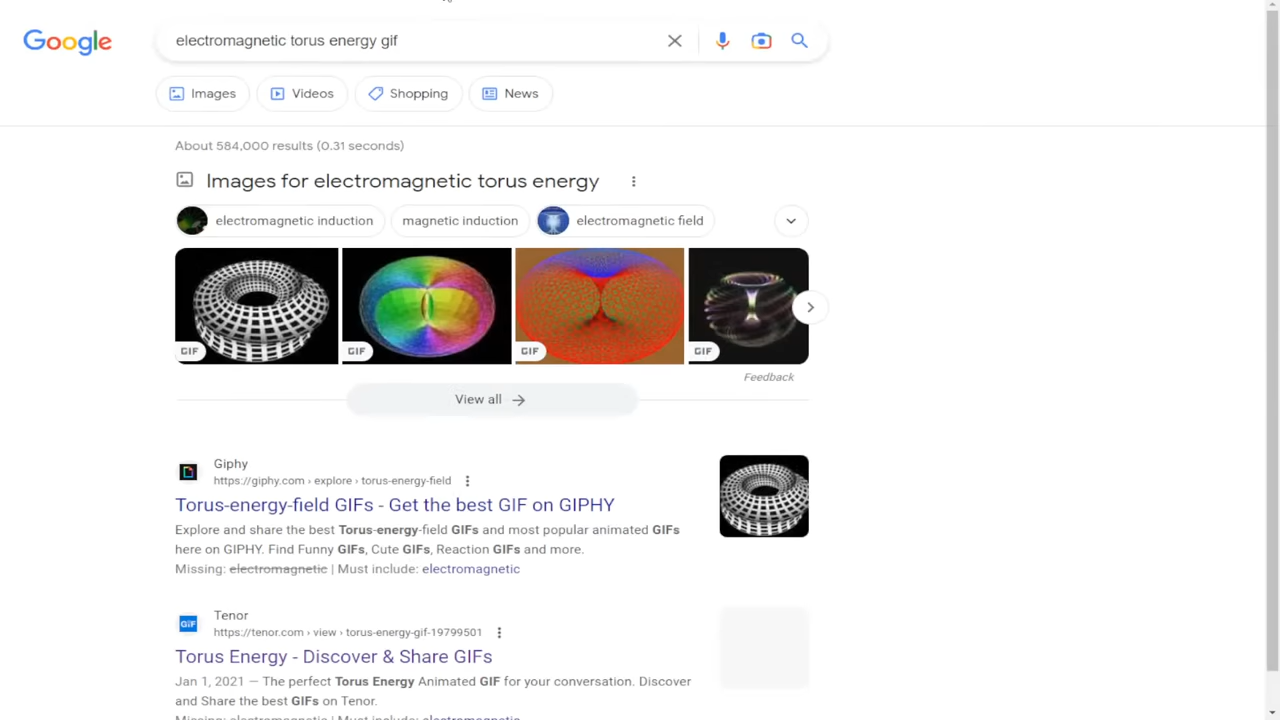 Google
electromagnetic torus energy gif
Images
Videos
Shopping
News
About 584,000 results (0.31 seconds)
Images for electromagnetic torus energy
electromagnetic induction
magnetic induction
electromagnetic field
GIF
GIF
GIF
GIF
Feedback
View all
Giphy
https://giphy.com › explore › torus-energy-field
Torus-energy-field GIFs - Get the best GIF on GIPHY
Explore and share the best Torus-energy-field GIFs and most popular animated GIFs
here on GIPHY. Find Funny GIFs, Cute GIFs, Reaction GIFs and more.
Missing: electromagnetic | Must include: electromagnetic
GIF
Tenor
https://tenor.com › view › torus-energy-gif-19799501
Torus Energy - Discover & Share GIFs
Jan 1, 2021 — The perfect Torus Energy Animated GIF for your conversation. Discover
and Share the best GIFs on Tenor.
Missing: electromagnetic | Must include: electromagnetic